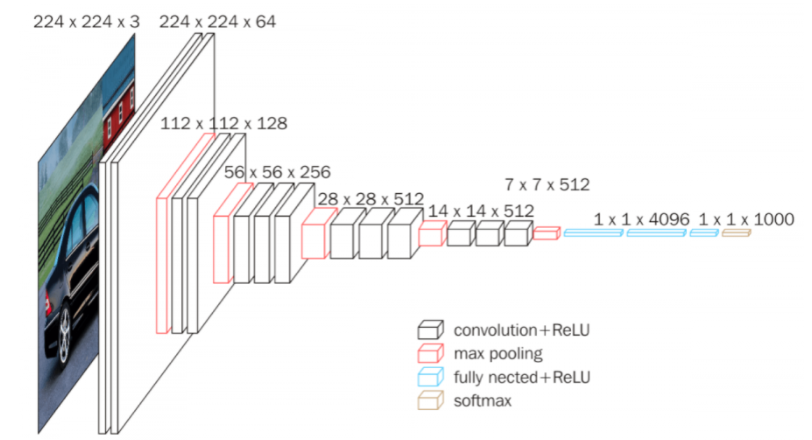 224 x 224 x 3
224 x 224 x 64
112 x 112 x 128
56 x 56 x 256
28 x 28 x 512
14 x 14 x 512
7 x 7 x 512
1 x 1 x 4096
1 x 1 x 1000
convolution+ReLU
max pooling
fully nected+ReLU
softmax